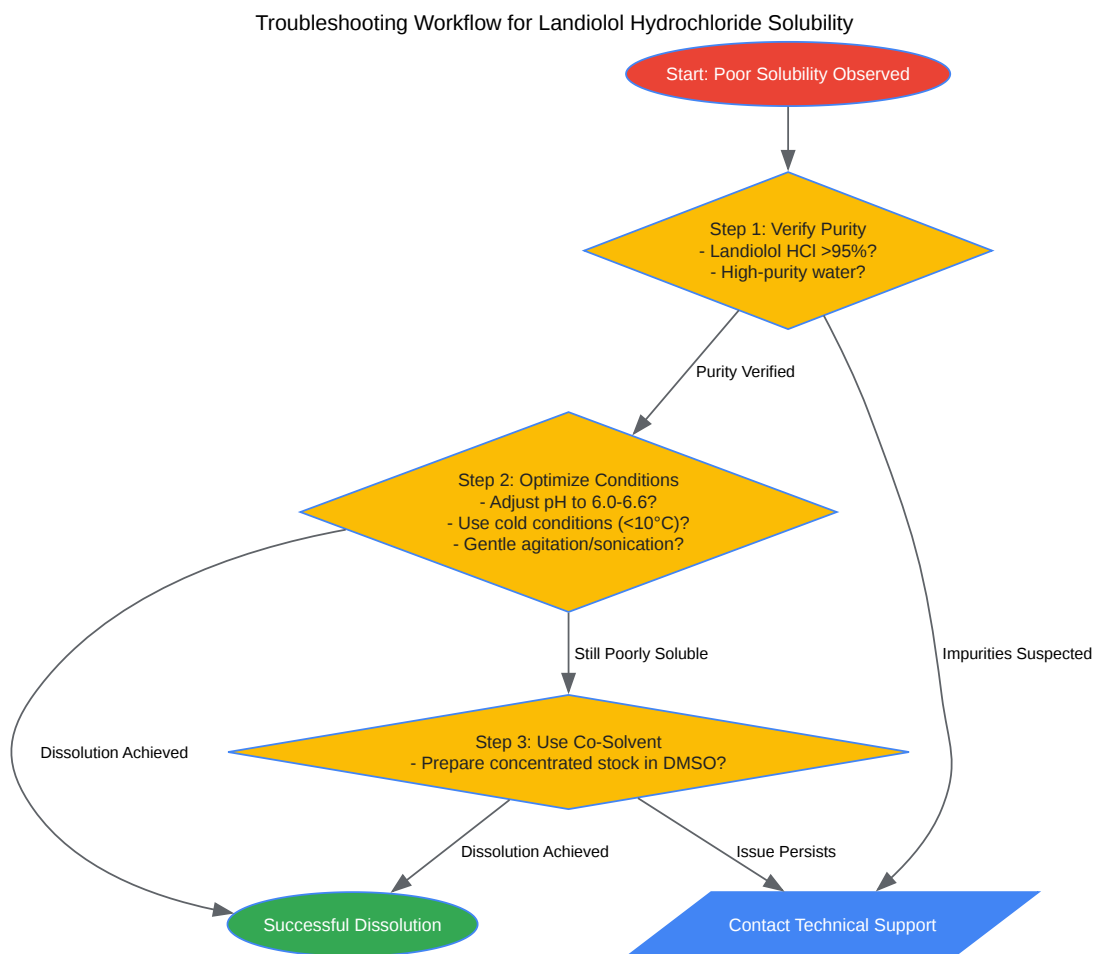 Troubleshooting Workflow for Landiolol Hydrochloride Solubility
Start: Poor Solubility Observed
Step 1: Verify Purity
- Landiolol HCl >95%?
- High-purity water?
Purity Verified
Step 2: Optimize Conditions
- Adjust pH to 6.0-6.6?
- Use cold conditions (<10°C)?
- Gentle agitation/sonication?
Still Poorly Soluble
Impurities Suspected
Step 3: Use Co-Solvent
- Prepare concentrated stock in DMSO?
Dissolution Achieved
Dissolution Achieved
Issue Persists
Successful Dissolution
Contact Technical Support